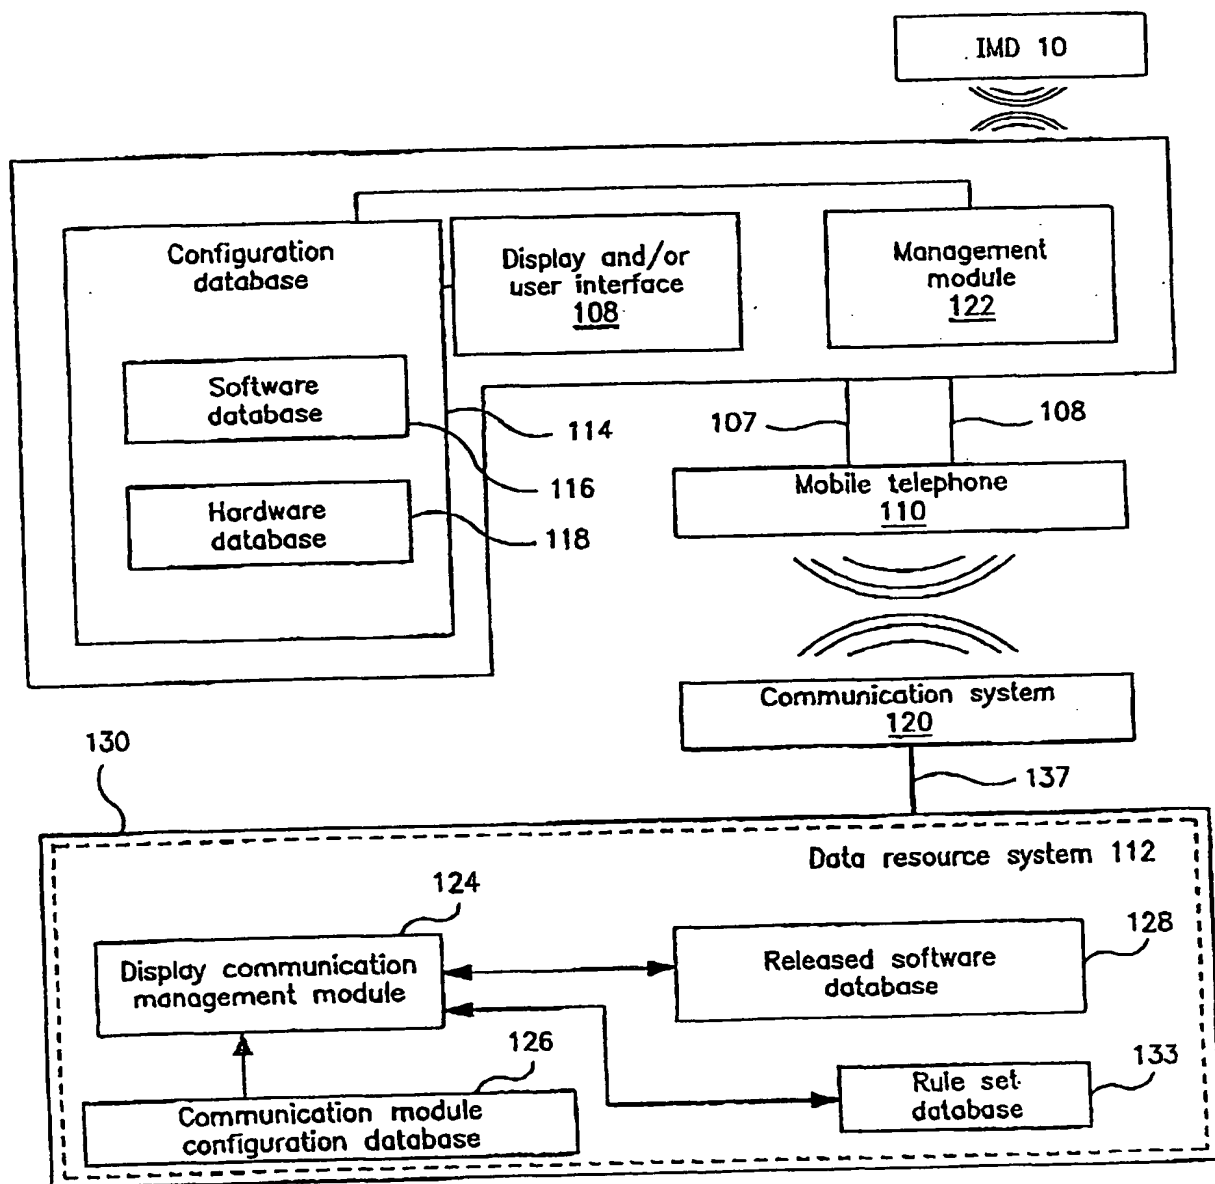 IMD 10
Configuration
database
Display and/or
user interface
108
Management
module
122
Software
database
Hardware
database
114
116
118
107
108
Mobile telephone
110
Communication system
120
137
130
Data resource system 112
124
Display communication
management module
128
Released software
database
126
Communication module
configuration database
133
Rule set
database